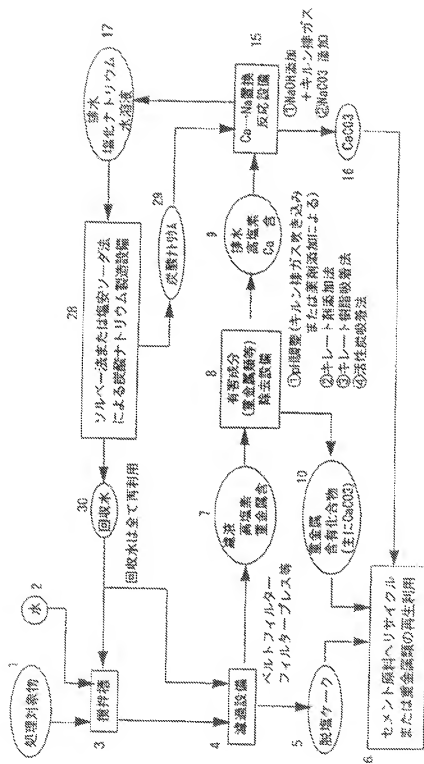 1
処理対象物
水 2
撹拌槽
3
4
濾過設備
ベルトフィルター
フィルタープレス等
5
脱塩ケーク
6
セメント原料へリサイクル
または重金属類の再生利用
30
回収水
回収水は全て再利用
28
ソルベー法または塩安ソーダ法
による炭酸ナトリウム製造設備
7
濾液
高塩素
重金属含
8
有害成分
(重金属類等)
除去設備
①pH調整(キルン排ガス吹き込み
または薬剤添加による)
②キレート剤添加法
③キレート樹脂吸着法
④活性炭吸着法
10
重金属
含有化合物
(主にCaCO3)
9
排水
高塩素
Ca 含
29
炭酸ナトリウム
17
排水
塩化ナトリウム
水溶液
15
Ca…Na置換
反応設備
①NaOH添加
+キルン排ガス
②NaCO3 添加
16
CaCO3